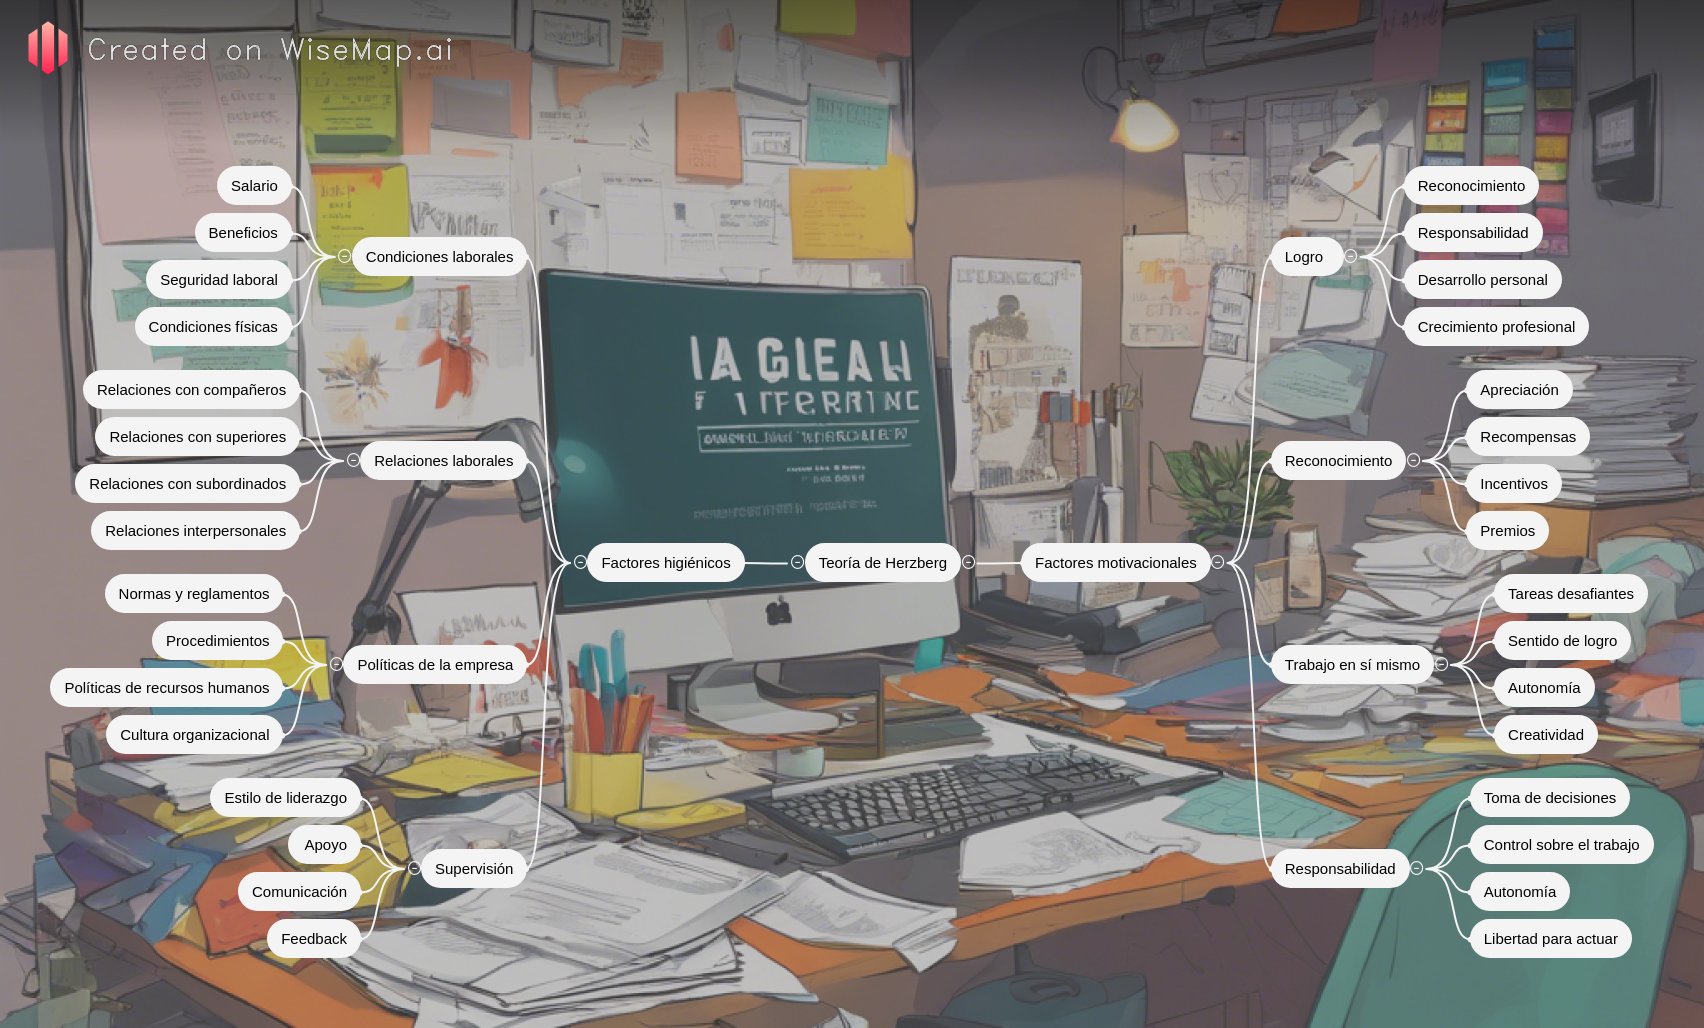 Created on WiseMap.ai
Teoría de Herzberg
Factores higiénicos
Condiciones laborales
Salario
Beneficios
Seguridad laboral
Condiciones físicas
Relaciones laborales
Relaciones con compañeros
Relaciones con superiores
Relaciones con subordinados
Relaciones interpersonales
Políticas de la empresa
Normas y reglamentos
Procedimientos
Políticas de recursos humanos
Cultura organizacional
Supervisión
Estilo de liderazgo
Apoyo
Comunicación
Feedback
Factores motivacionales
Logro
Reconocimiento
Responsabilidad
Desarrollo personal
Crecimiento profesional
Reconocimiento
Apreciación
Recompensas
Incentivos
Premios
Trabajo en sí mismo
Tareas desafiantes
Sentido de logro
Autonomía
Creatividad
Responsabilidad
Toma de decisiones
Control sobre el trabajo
Autonomía
Libertad para actuar